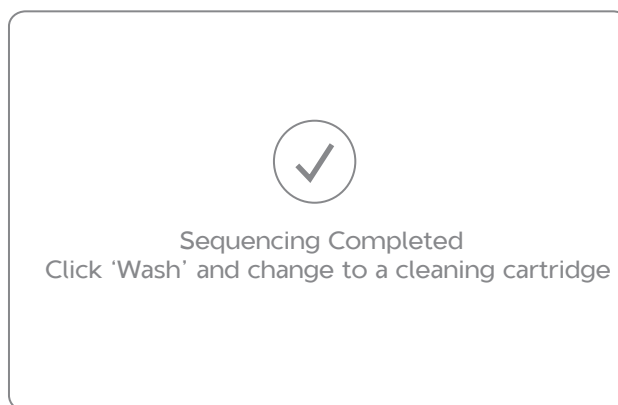 Sequencing Completed
Click ‘Wash’ and change to a cleaning cartridge